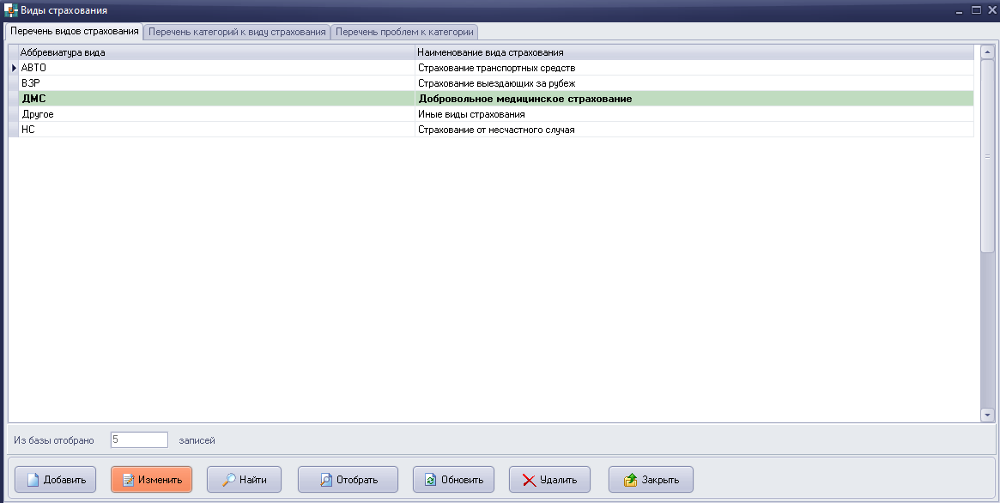 Виды страхования
Перечень видов страхования Перечень категорий к виду страхования Перечень проблем к категории
Аббревиатура вида Наименование вида страхования
АВТО Страхование транспортных средств
ВЗР Страхование выездающих за рубеж
ДМС Добровольное медицинское страхование
Другое Иные виды страхования
НС Страхование от несчастного случая
Из базы отобрано 5 записей
Добавить Изменить Найти Отобрать Обновить Удалить Закрыть